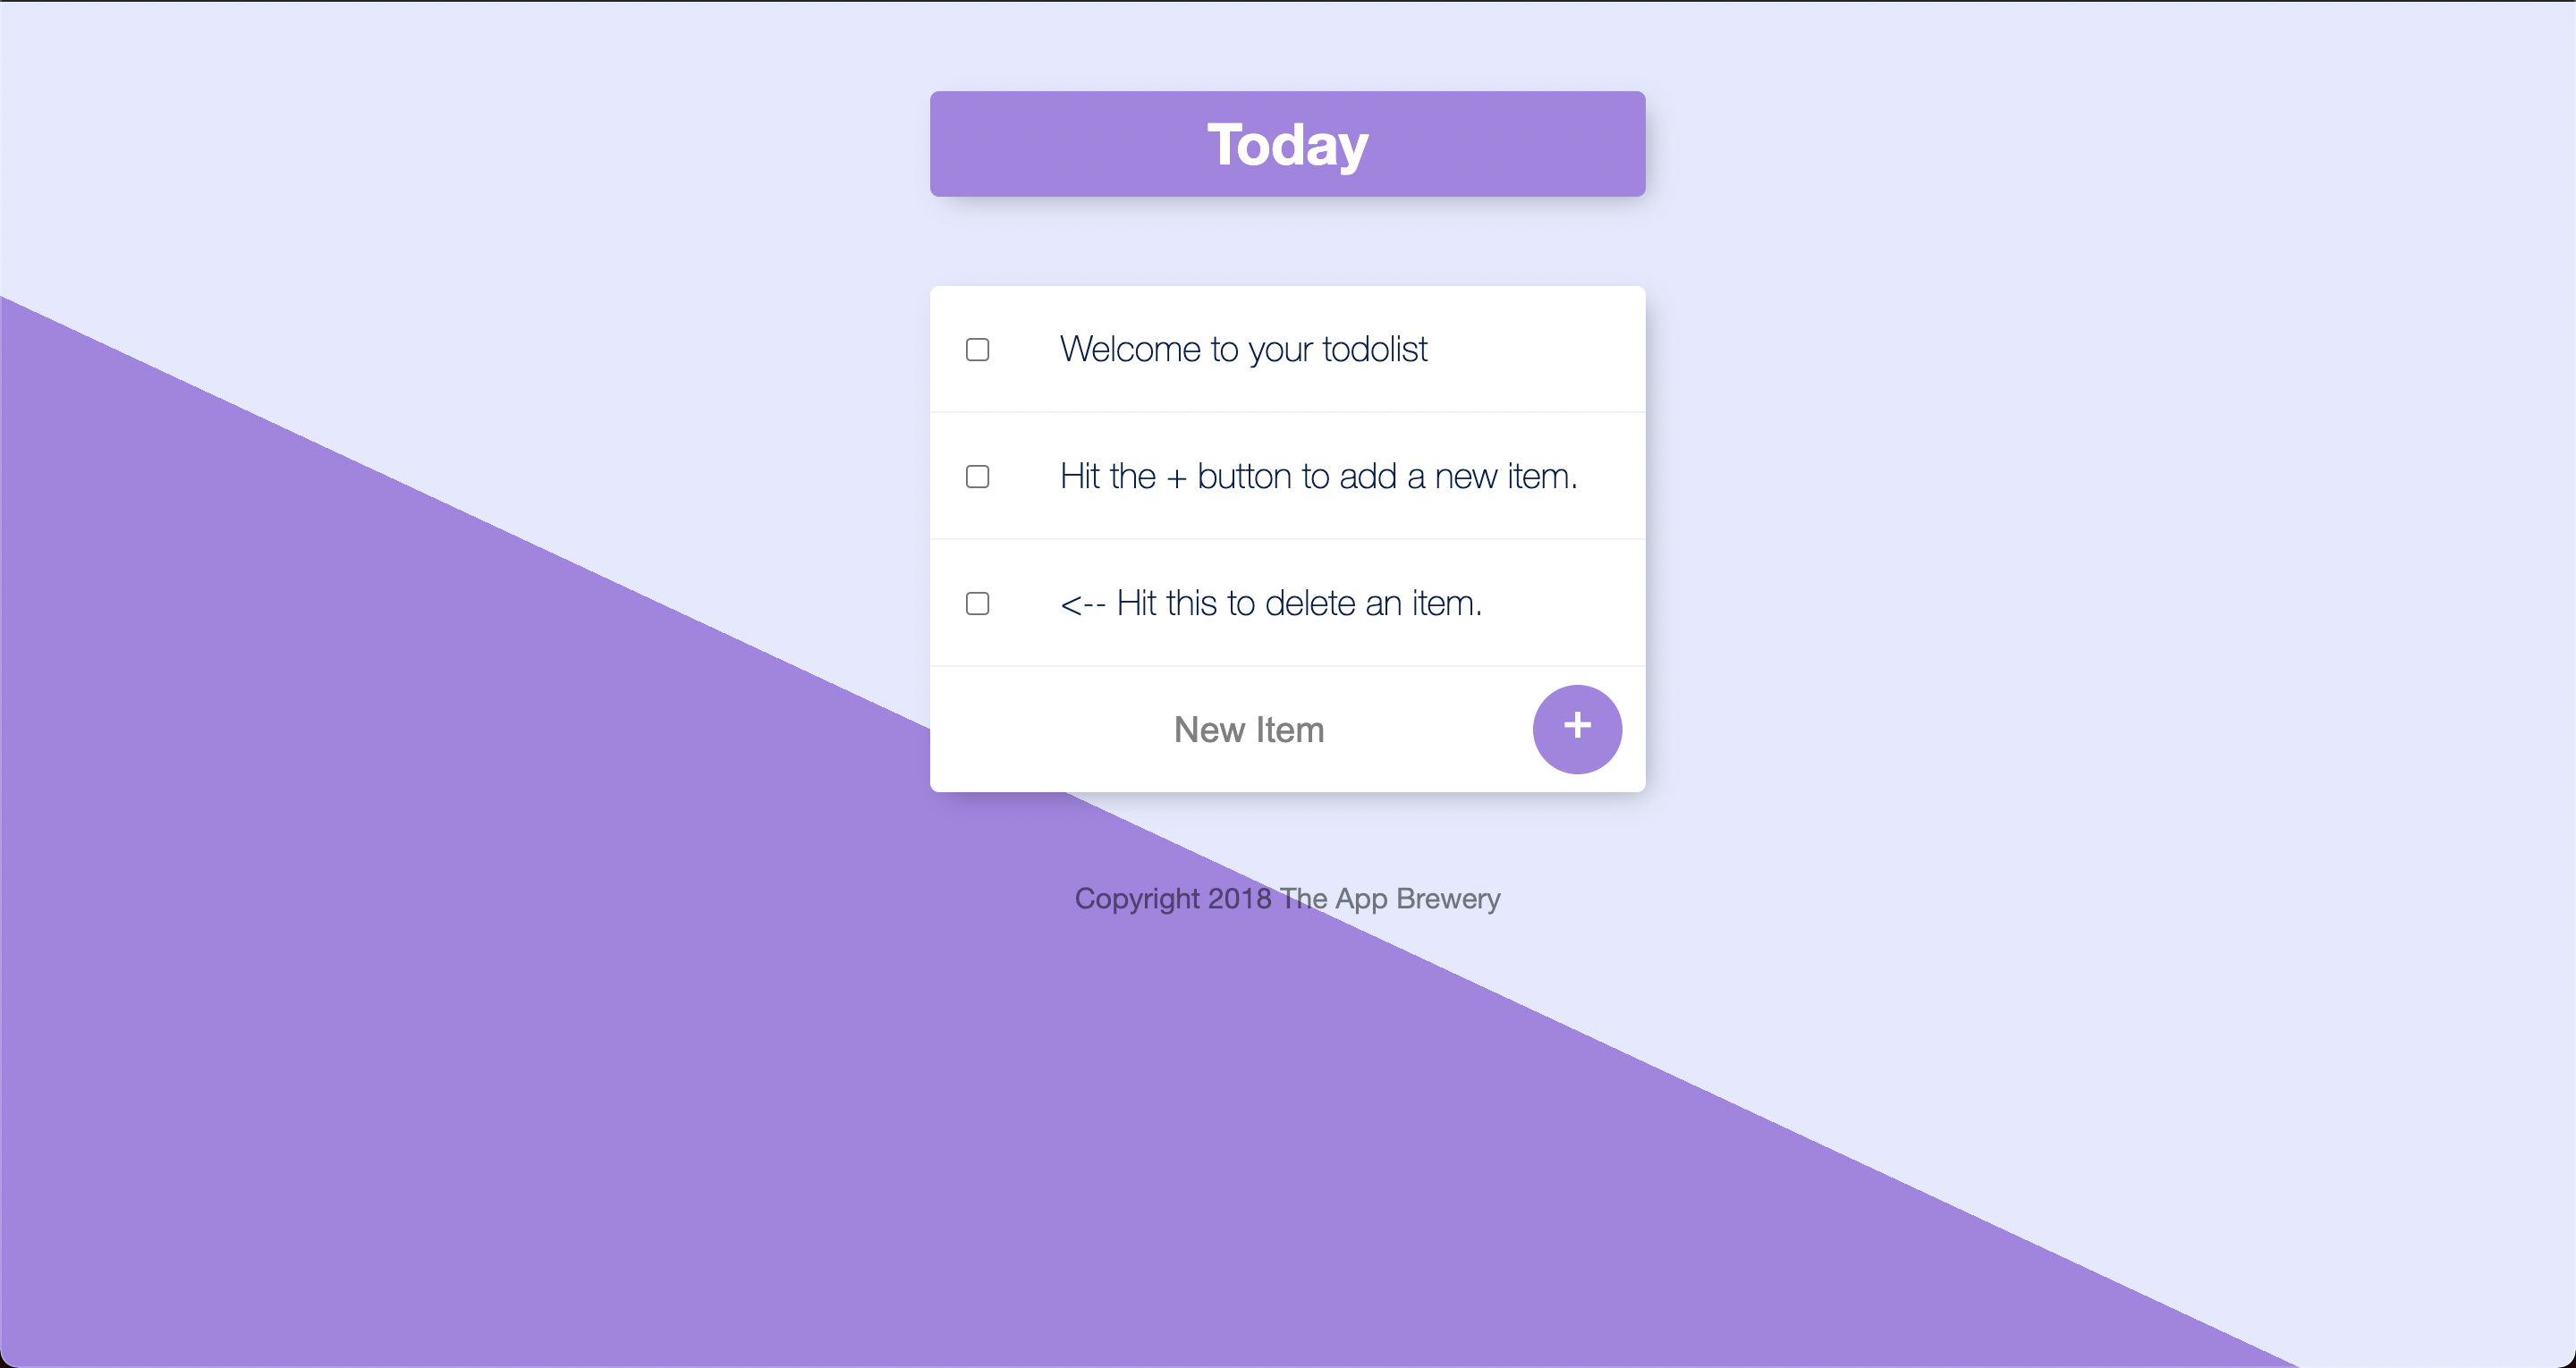 Today
Welcome to your todolist
Hit the + button to add a new item.
<-- Hit this to delete an item.
New Item
+
Copyright 2018 The App Brewery